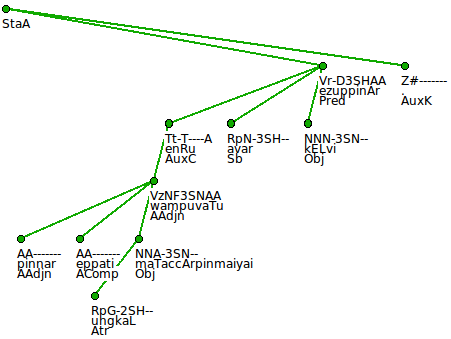 StaA
Vr-D3SHAA
ezuppinAr
Pred
Z#-------
.
AuxK
Tt-T----A
enRu
AuxC
RpN-3SH--
avar
Sb
NNN-3SN--
kELvi
Obj
VzNF3SNAA
wampuvaTu
AAdjn
AA-------
pinnar
AAdjn
AA-------
eppati
AComp
NNA-3SN--
maTaccArpinmaiyai
Obj
RpG-2SH--
uhgkaL
Atr